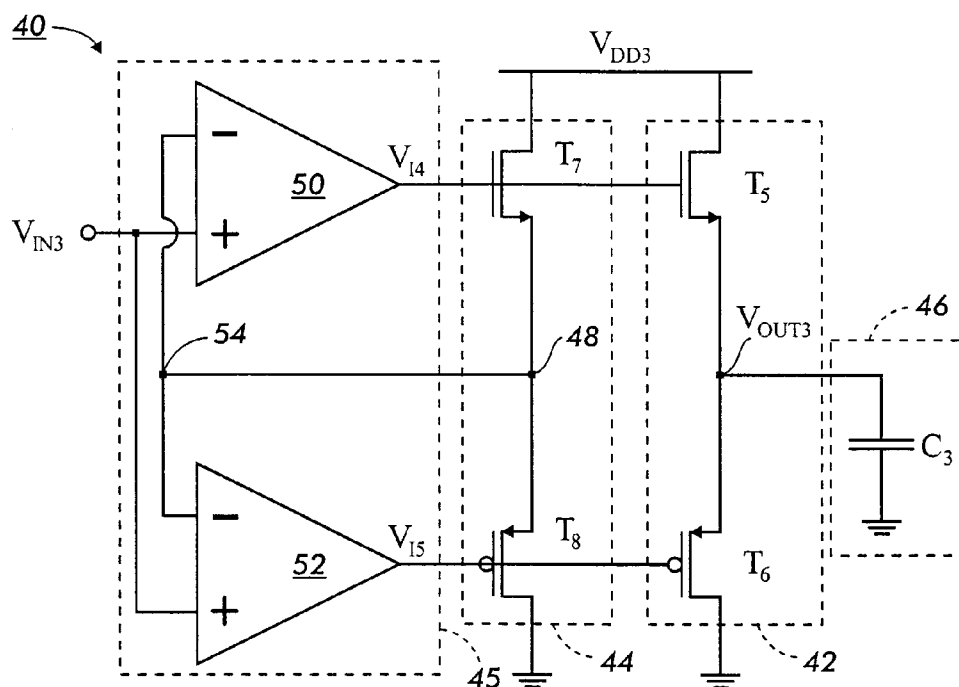 40
V_DD3
50
−
+
V_I4
T_7
T_5
V_IN3
54
48
V_OUT3
46
C_3
52
−
+
V_I5
T_8
T_6
45
44
42